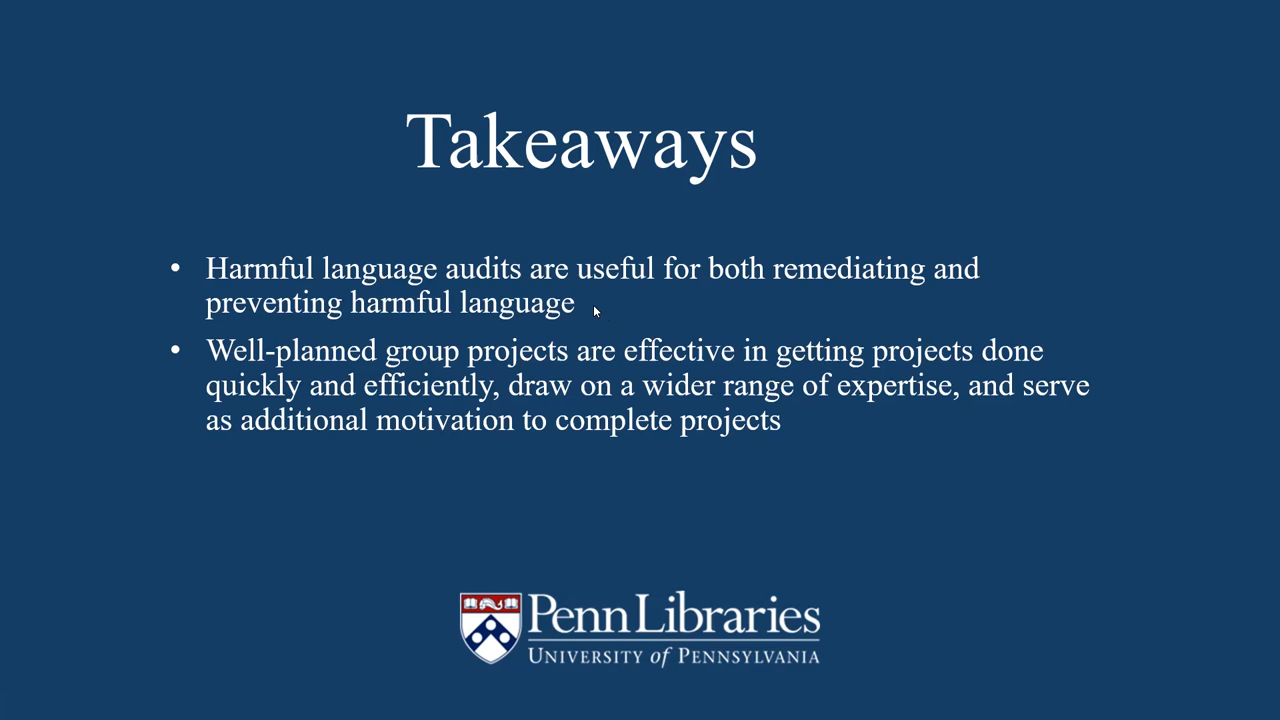 Takeaways
• Harmful language audits are useful for both remediating and
preventing harmful language
• Well-planned group projects are effective in getting projects done
quickly and efficiently, draw on a wider range of expertise, and serve
as additional motivation to complete projects
Penn Libraries
UNIVERSITY of PENNSYLVANIA